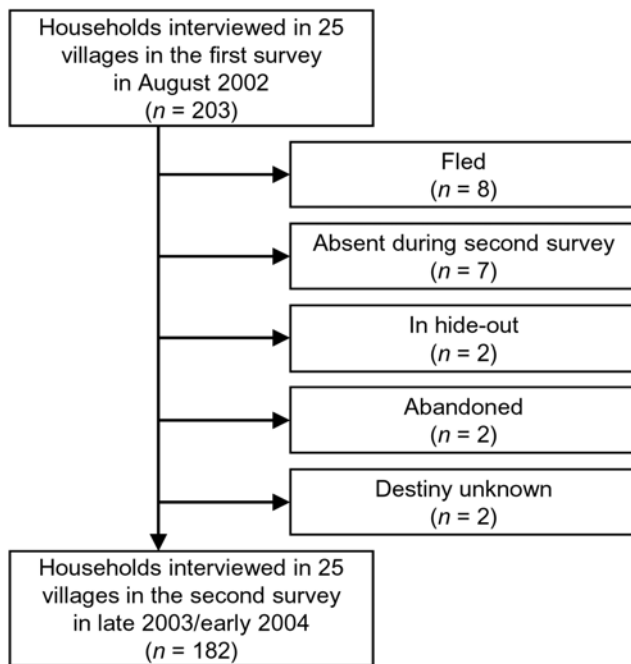 Households interviewed in 25
villages in the first survey
in August 2002
(n = 203)
Fled
(n = 8)
Absent during second survey
(n = 7)
In hide-out
(n = 2)
Abandoned
(n = 2)
Destiny unknown
(n = 2)
Households interviewed in 25
villages in the second survey
in late 2003/early 2004
(n = 182)